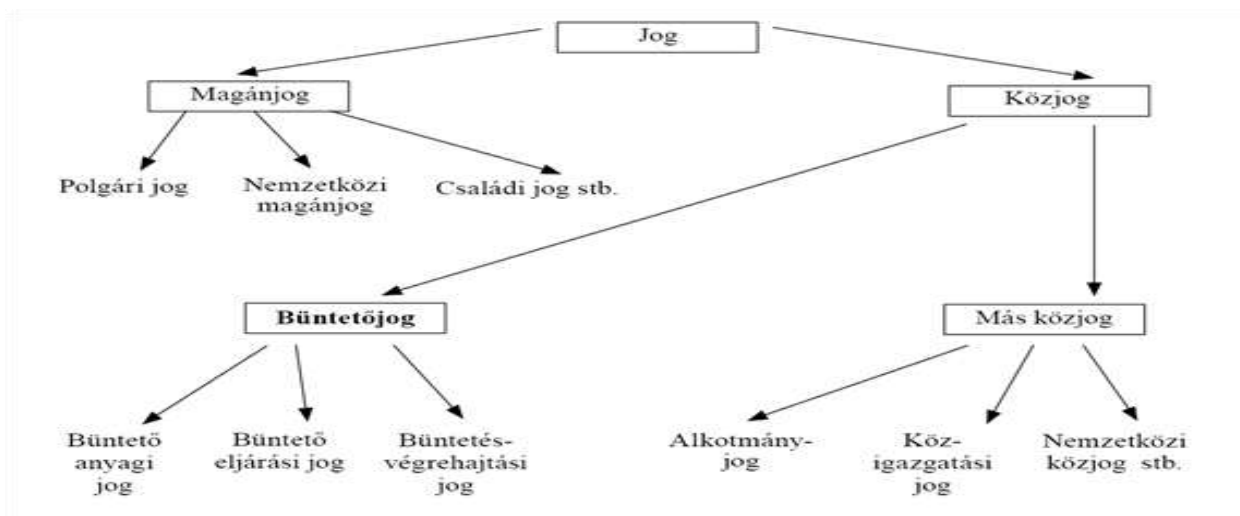 Jog
Magánjog
Közjog
Polgári jog
Nemzetközi
magánjog
Családi jog stb.
Büntetőjog
Más közjog
Büntető
anyagi
jog
Büntető
eljárási jog
Büntetés-
végrehajtási
jog
Alkotmány-
jog
Köz-
igazgatási
jog
Nemzetközi
közjog stb.